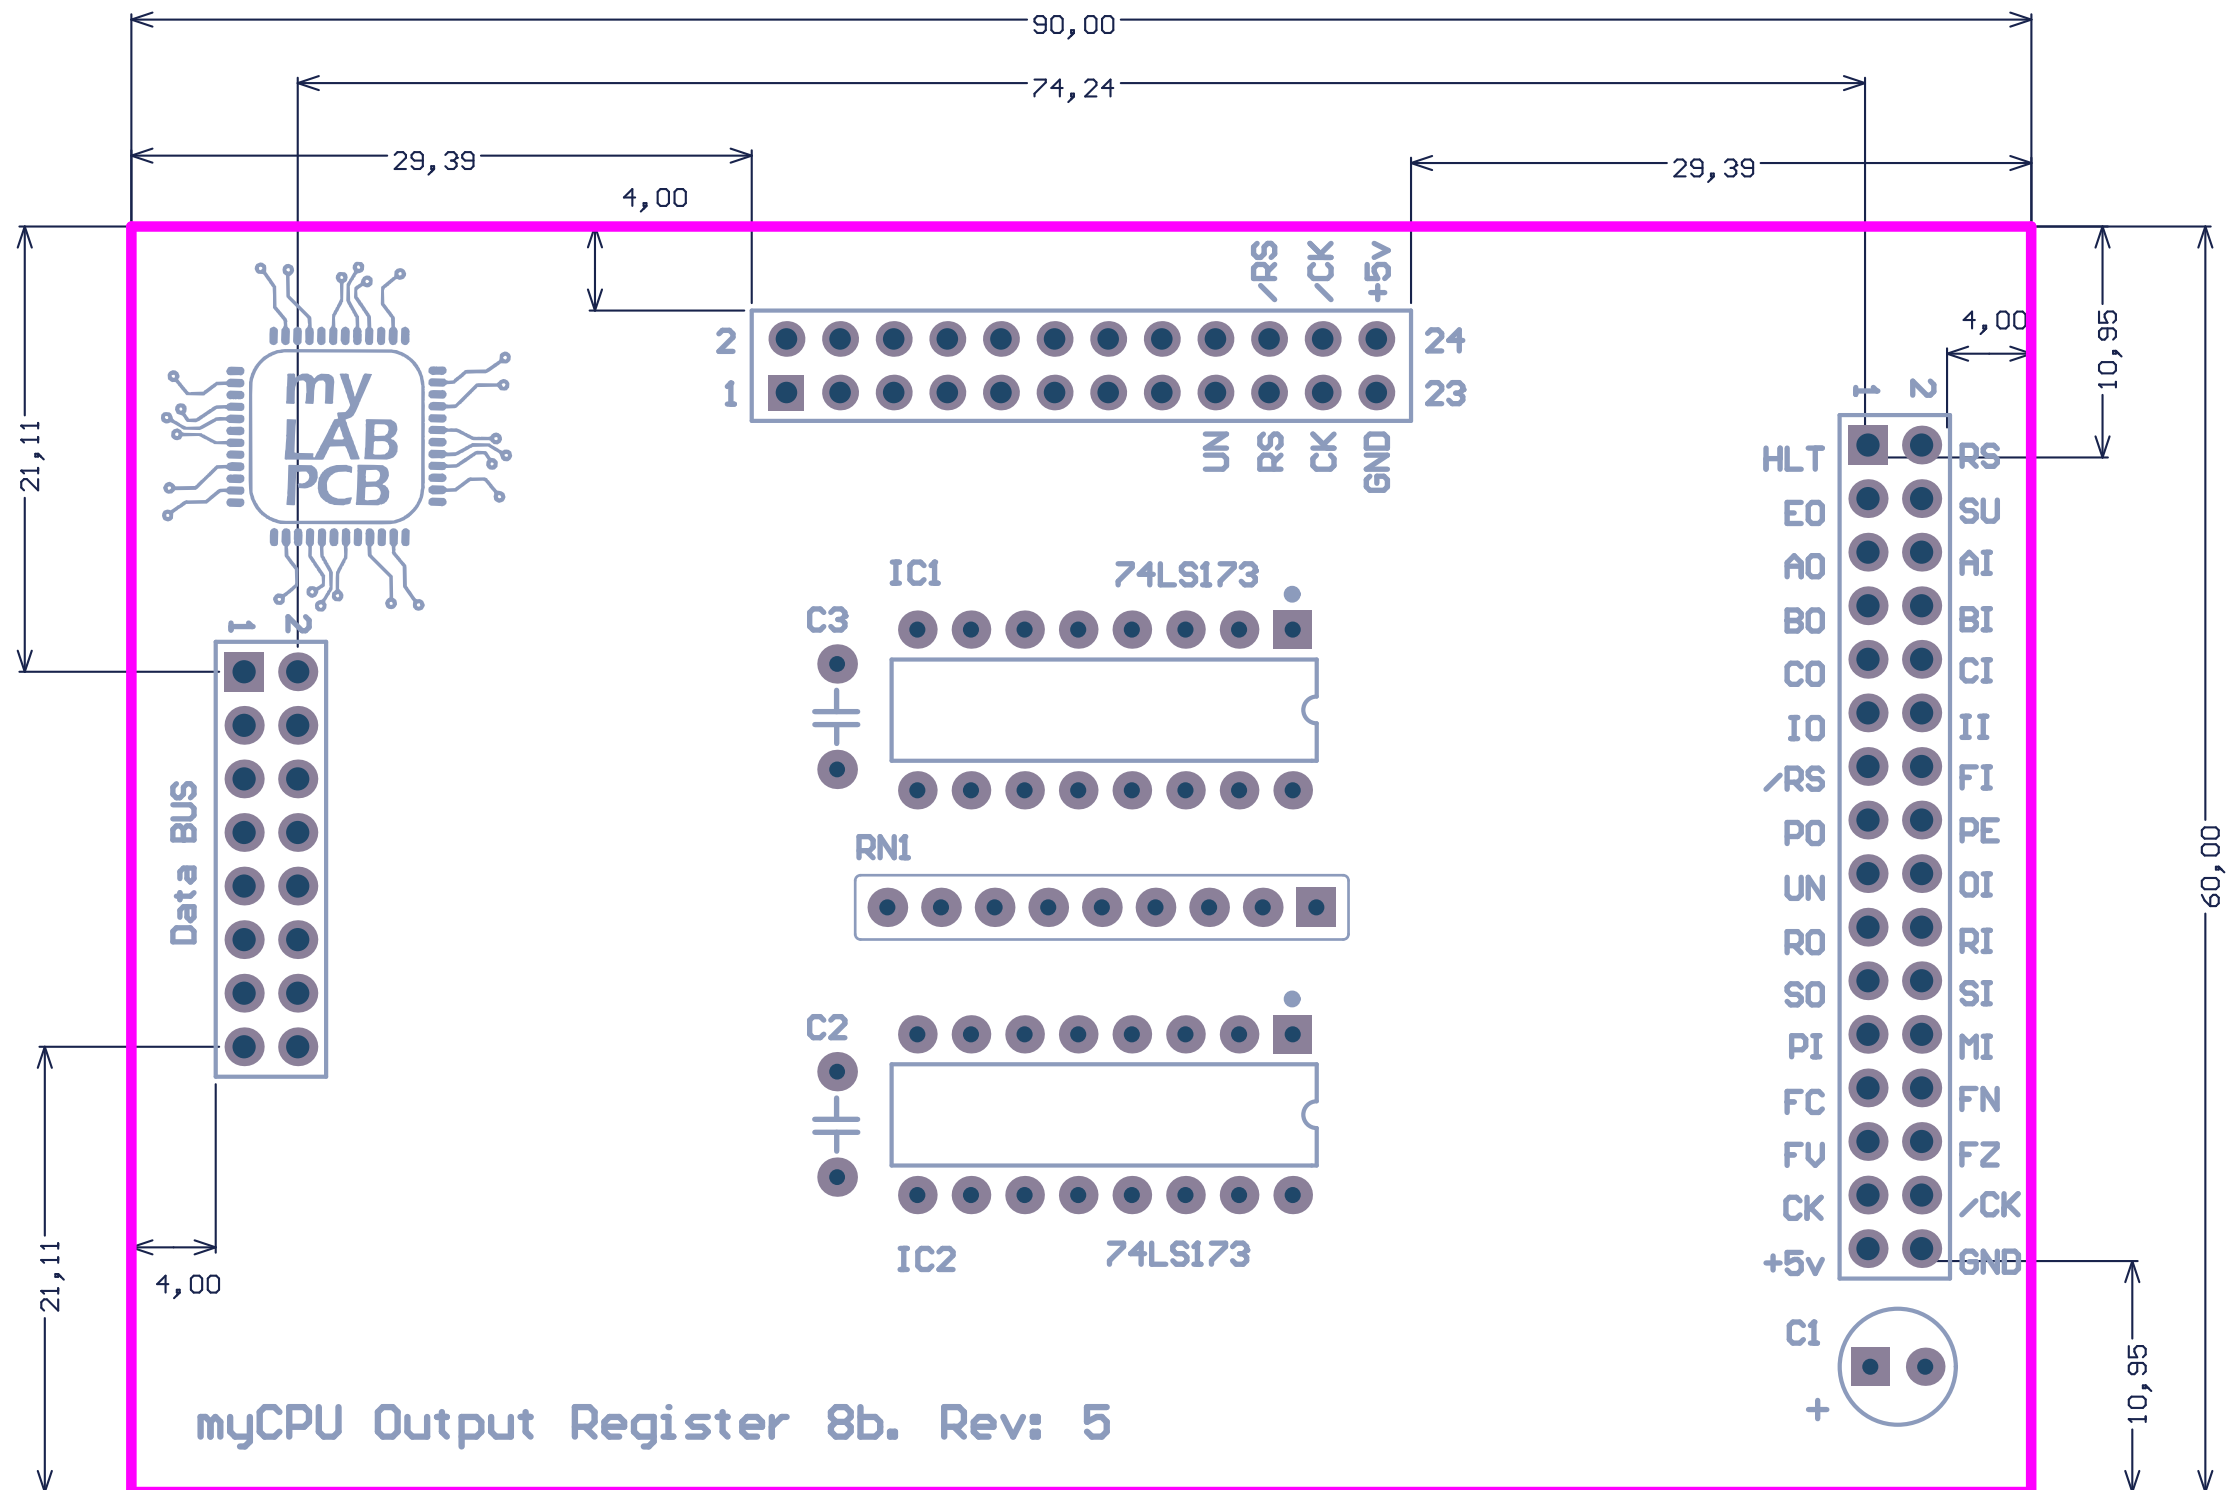 90,00
74,24
29,39
29,39
4,00
/RS
/CK
+5v
2
24
1
23
UN
RS
CK
GND
my
LAB
PCB
21,11
4,00
10,95
1
2
HLT RS
EO SU
AO AI
BO BI
CO CI
IO II
/RS FI
PO PE
UN OI
RO RI
SO SI
PI MI
FC FN
FV FZ
CK /CK
+5v GND
60,00
1
2
Data BUS
IC1
74LS173
C3
RN1
C2
IC2
74LS173
21,11
4,00
C1
+
10,95
myCPU Output Register 8b. Rev: 5